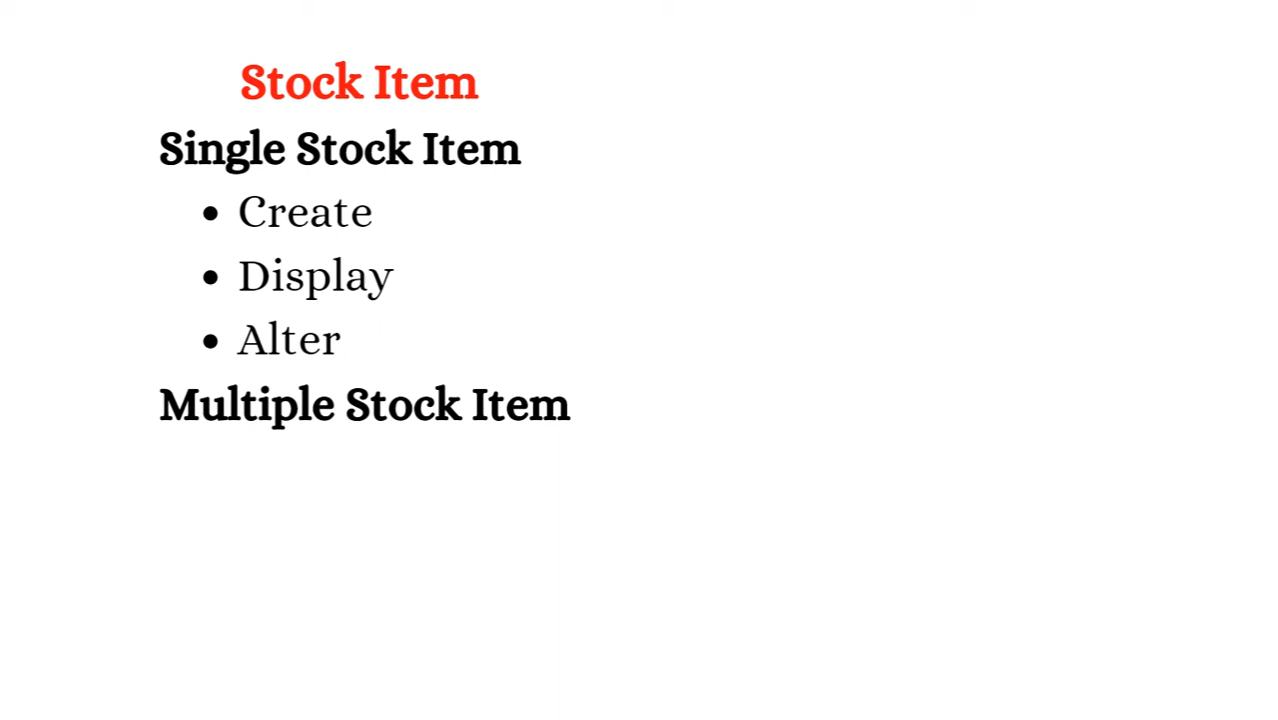 Stock Item
Single Stock Item
• Create
• Display
• Alter
Multiple Stock Item